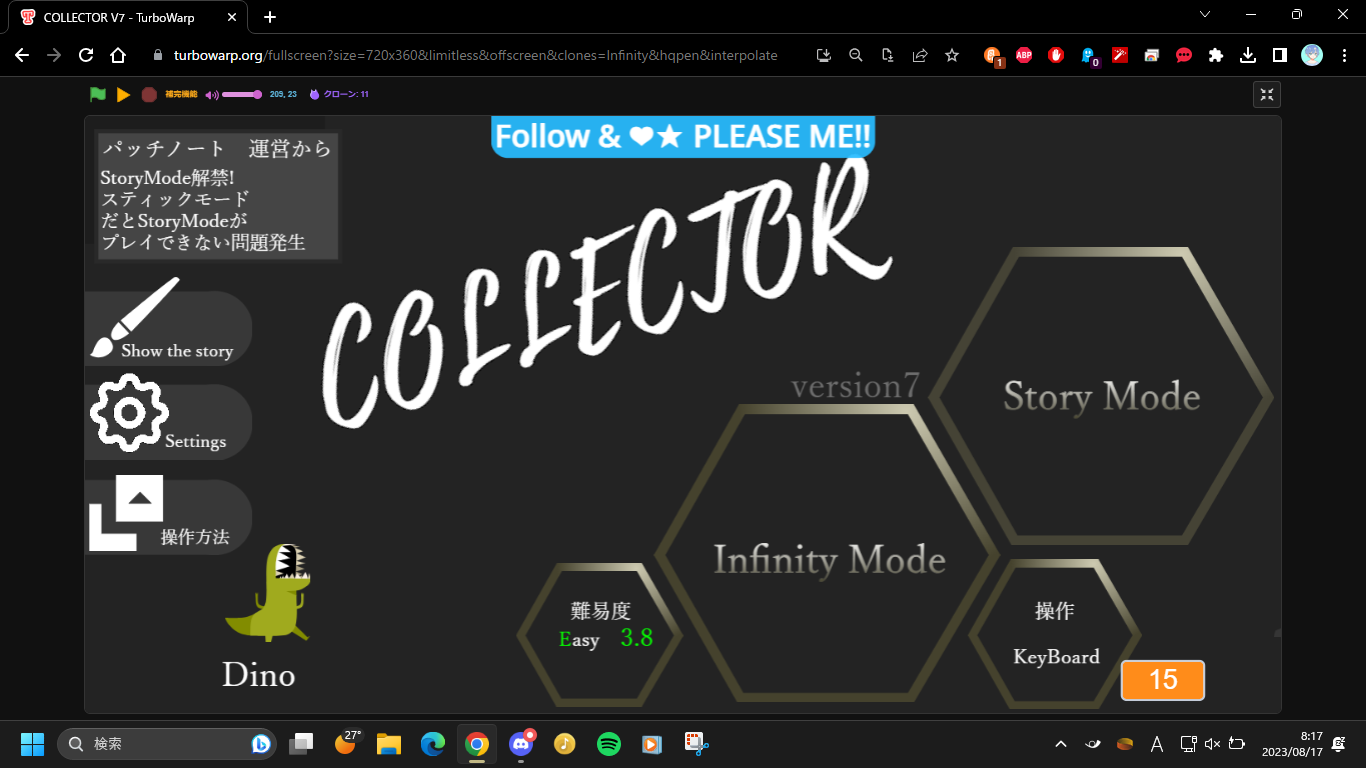 COLLECTOR V7 - TurboWarp
turbowarp.org/fullscreen?size=720x360&limitless&offscreen&clones=Infinity&hqpen&interpolate
1
ABP
0
補完機能
209, 23
クローン: 11
Follow & ♥★ PLEASE ME!!
パッチノート 運営から
StoryMode解禁!
スティックモード
だとStoryModeが
プレイできない問題発生
COLLECTOR
version7
Show the story
Settings
操作方法
Story Mode
Infinity Mode
難易度
Easy 3.8
操作
KeyBoard
15
Dino
検索
27°
A
8:17
2023/08/17